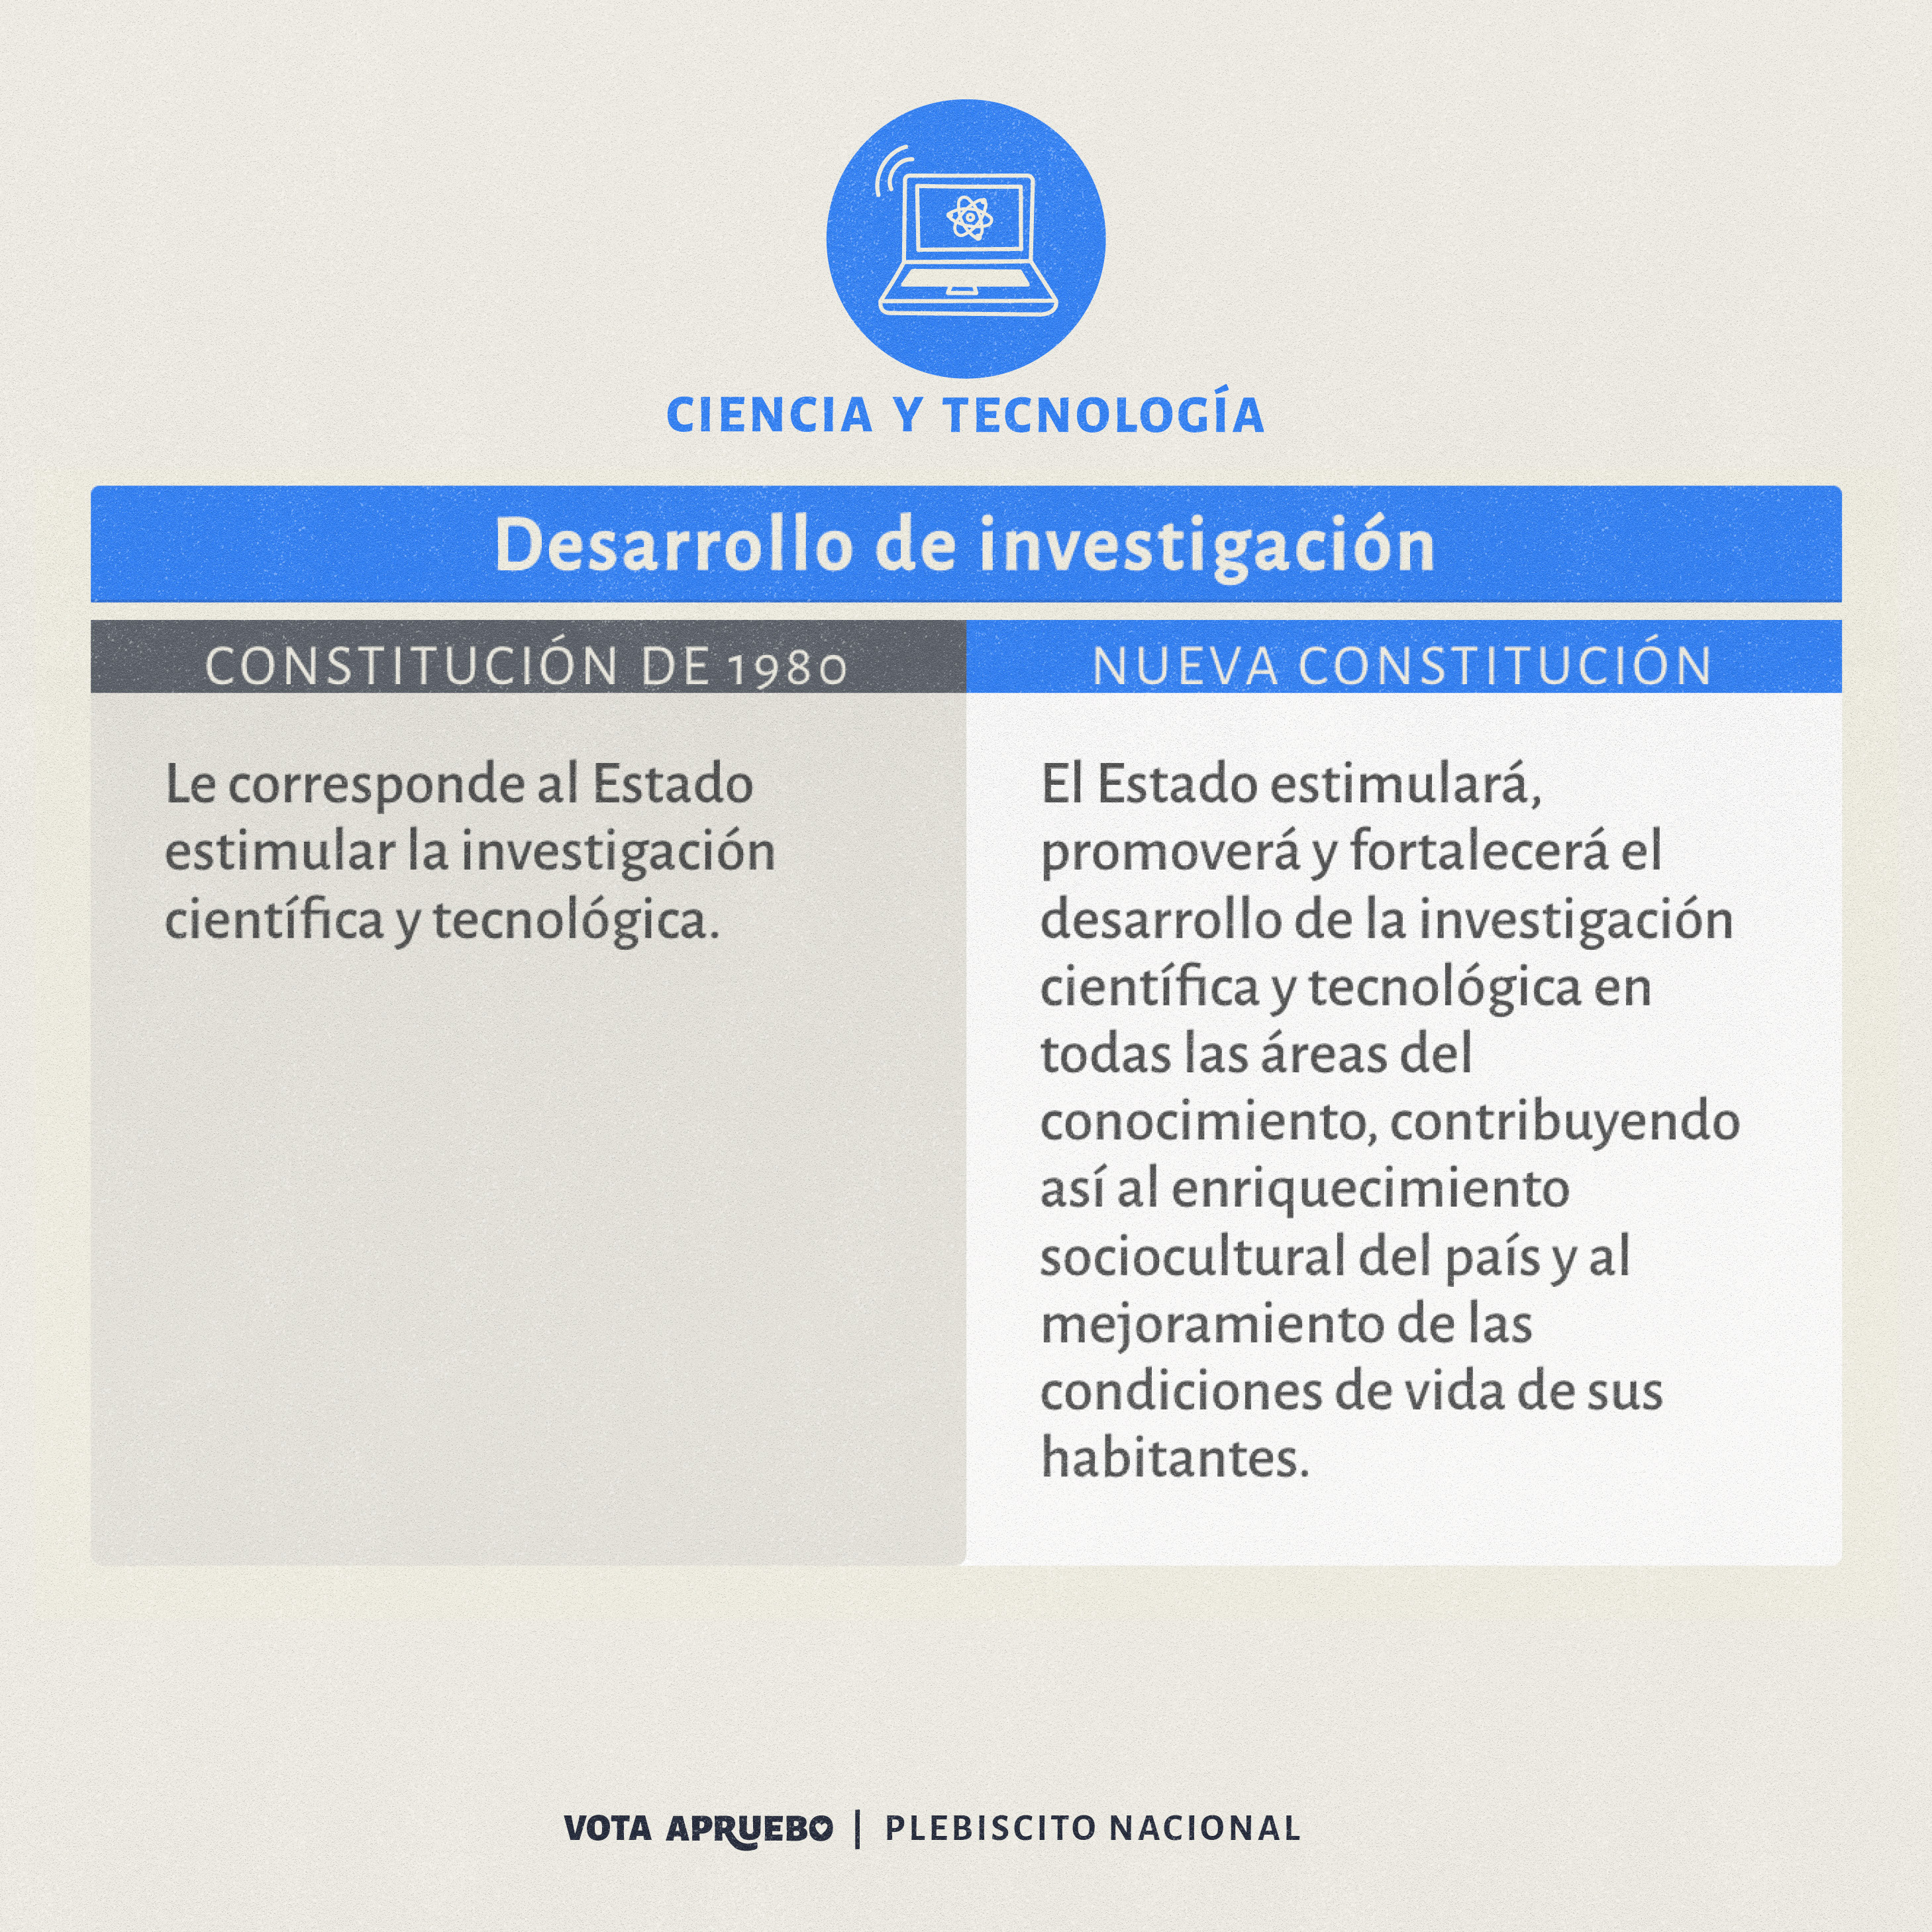 CIENCIA Y TECNOLOGÍA
Desarrollo de investigación
CONSTITUCIÓN DE 1980
Le corresponde al Estado
estimular la investigación
científica y tecnológica.
NUEVA CONSTITUCIÓN
El Estado estimulará,
promoverá y fortalecerá el
desarrollo de la investigación
científica y tecnológica en
todas las áreas del
conocimiento, contribuyendo
así al enriquecimiento
sociocultural del país y al
mejoramiento de las
condiciones de vida de sus
habitantes.
VOTA APRUEBO | PLEBISCITO NACIONAL